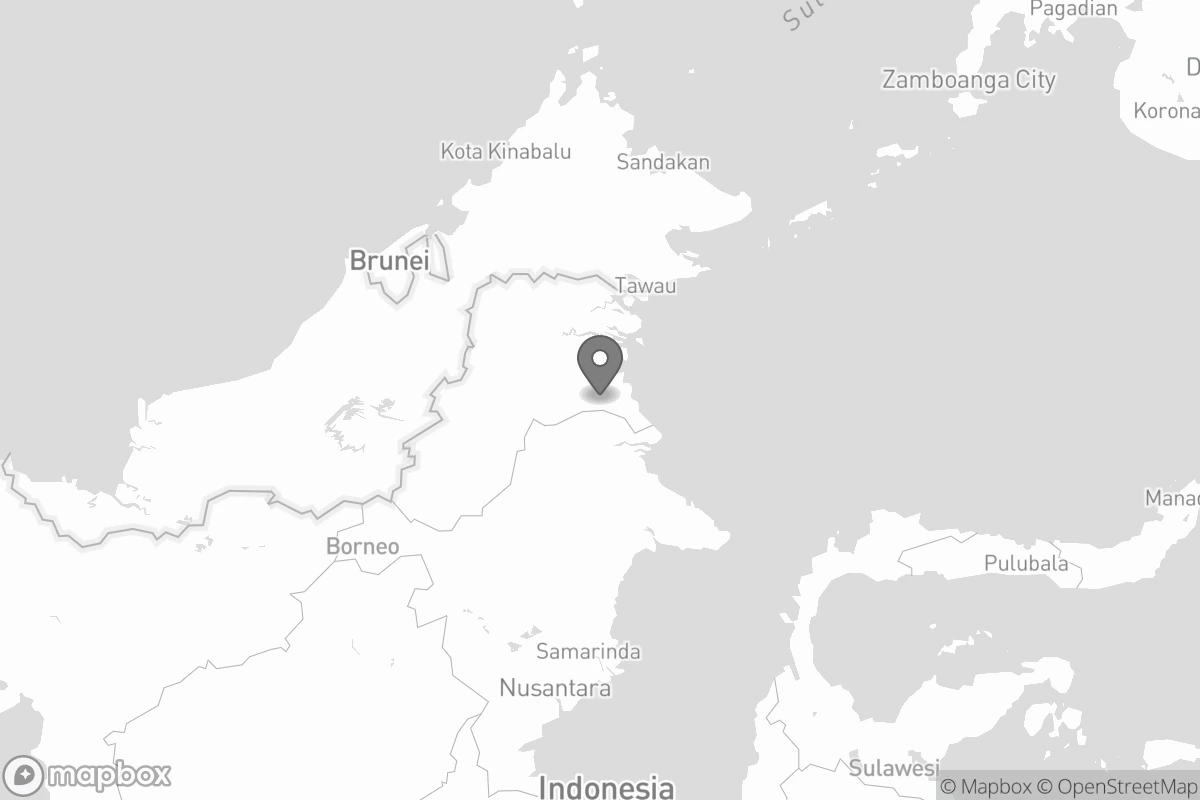 Pagadian
Sul
Zamboanga City
D
Korona
Kota Kinabalu
Sandakan
Brunei
Tawau
Manad
Borneo
Pulubala
Samarinda
Nusantara
Sulawesi
mapbox
Indonesia
© Mapbox © OpenStreetMap